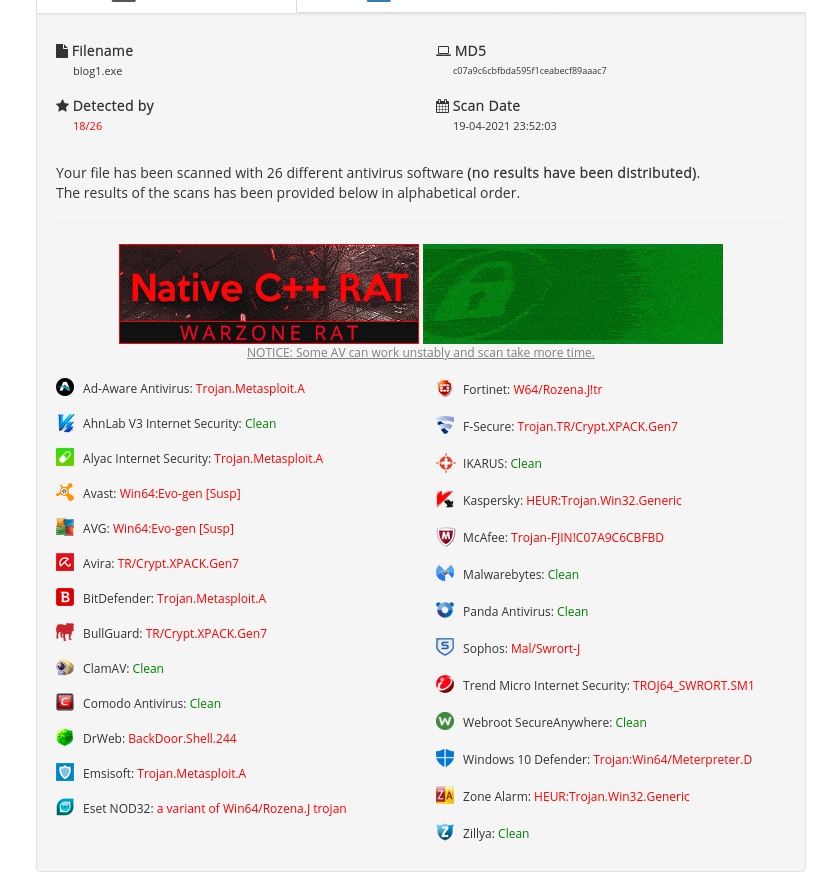 Filename
blog1.exe
MD5
c07a9c6cbfbda595f1ceabecf89aaac7
Detected by
18/26
Scan Date
19-04-2021 23:52:03
Your file has been scanned with 26 different antivirus software (no results have been distributed).
The results of the scans has been provided below in alphabetical order.
Native C++ RAT
WARZONE RAT
NOTICE: Some AV can work unstably and scan take more time.
Ad-Aware Antivirus: Trojan.Metasploit.A
AhnLab V3 Internet Security: Clean
Alyac Internet Security: Trojan.Metasploit.A
Avast: Win64:Evo-gen [Susp]
AVG: Win64:Evo-gen [Susp]
Avira: TR/Crypt.XPACK.Gen7
BitDefender: Trojan.Metasploit.A
BullGuard: TR/Crypt.XPACK.Gen7
ClamAV: Clean
Comodo Antivirus: Clean
DrWeb: BackDoor.Shell.244
Emsisoft: Trojan.Metasploit.A
Eset NOD32: a variant of Win64/Rozena.J trojan
Fortinet: W64/Rozena.J!tr
F-Secure: Trojan.TR/Crypt.XPACK.Gen7
IKARUS: Clean
Kaspersky: HEUR:Trojan.Win32.Generic
McAfee: Trojan-FJIN!C07A9C6CBFBD
Malwarebytes: Clean
Panda Antivirus: Clean
Sophos: Mal/Swrort-J
Trend Micro Internet Security: TROJ64_SWRORT.SM1
Webroot SecureAnywhere: Clean
Windows 10 Defender: Trojan:Win64/Meterpreter.D
Zone Alarm: HEUR:Trojan.Win32.Generic
Zillya: Clean